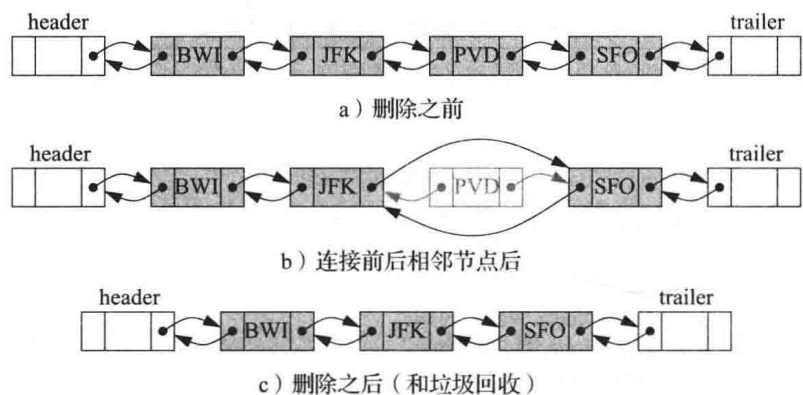 header trailer
BWI JFK PVD SFO
a）删除之前
header trailer
BWI JFK PVD SFO
b）连接前后相邻节点后
header trailer
BWI JFK SFO
c）删除之后（和垃圾回收）